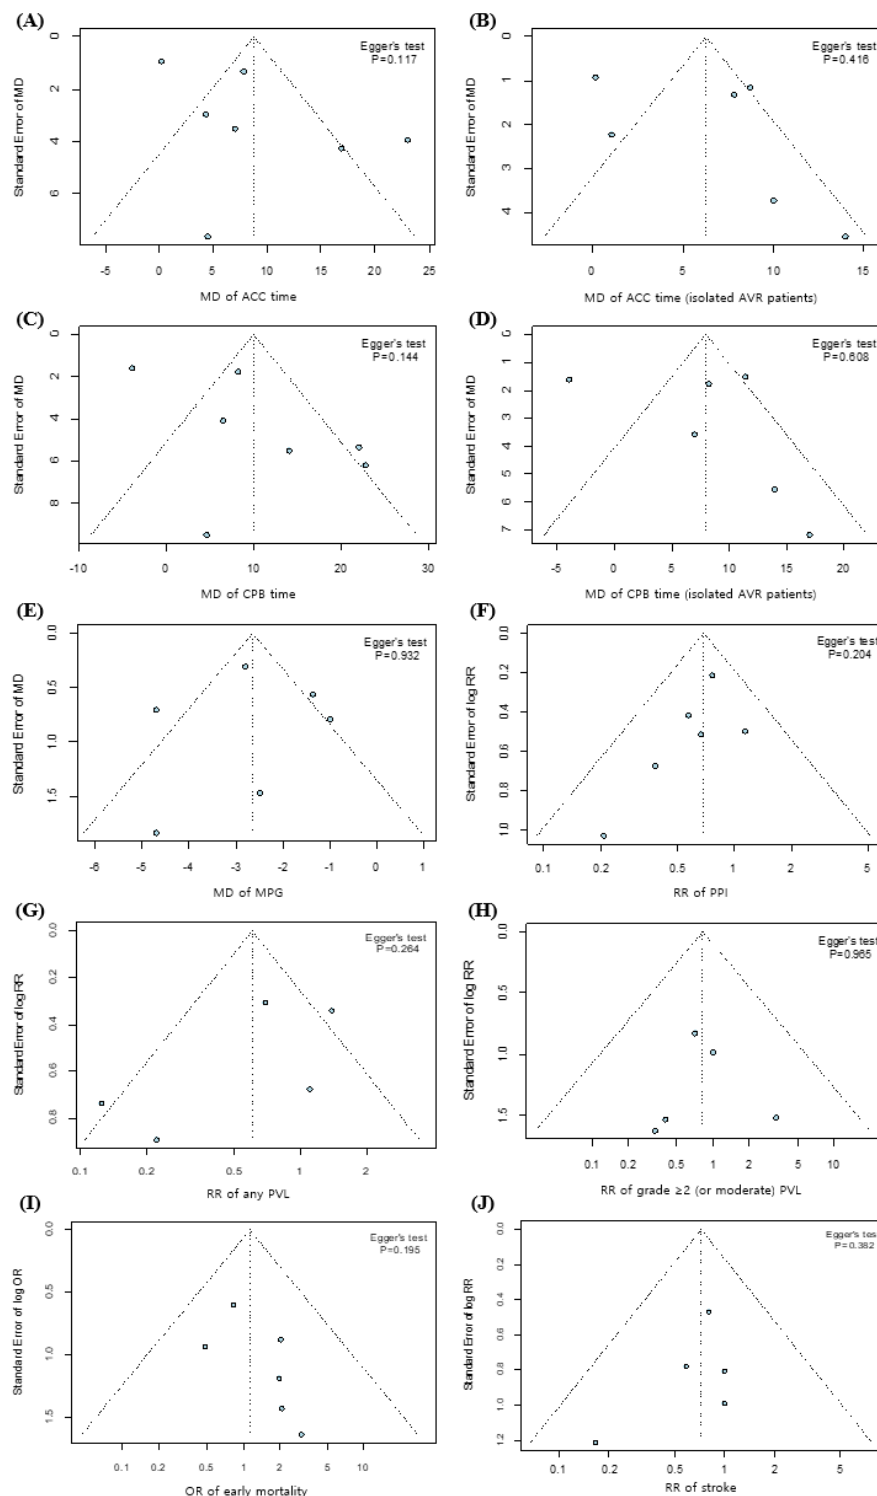 (A)
Egger's test
P=0.117
Standard Error of MD
0
2
4
6
-5
0
5
10
15
20
25
MD of ACC time
(B)
Egger's test
P=0.416
Standard Error of MD
0
1
2
3
4
0
5
10
15
MD of ACC time (isolated AVR patients)
(C)
Egger's test
P=0.144
Standard Error of MD
0
2
4
6
8
-10
0
10
20
30
MD of CPB time
(D)
Egger's test
P=0.608
Standard Error of MD
0
1
2
3
4
5
6
7
-5
0
5
10
15
20
MD of CPB time (isolated AVR patients)
(E)
Egger's test
P=0.932
Standard Error of MD
0.0
0.5
1.0
1.5
-6
-5
-4
-3
-2
-1
0
1
MD of MPG
(F)
Egger's test
P=0.204
Standard Error of log RR
0.0
0.2
0.4
0.6
0.8
1.0
0.1
0.2
0.5
1
2
5
RR of PPI
(G)
Egger's test
P=0.264
Standard Error of log RR
0.0
0.2
0.4
0.6
0.8
0.1
0.2
0.5
1
2
RR of any PVL
(H)
Egger's test
P=0.965
Standard Error of log RR
0.0
0.5
1.0
1.5
0.1
0.2
0.5
1
2
5
10
RR of grade ≥2 (or moderate) PVL
(I)
Egger's test
P=0.195
Standard Error of log OR
0.0
0.5
1.0
1.5
0.1
0.2
0.5
1
2
5
10
OR of early mortality
(J)
Egger's test
P=0.382
Standard Error of log RR
0.0
0.2
0.4
0.6
0.8
1.0
1.2
0.1
0.2
0.5
1
2
5
RR of stroke